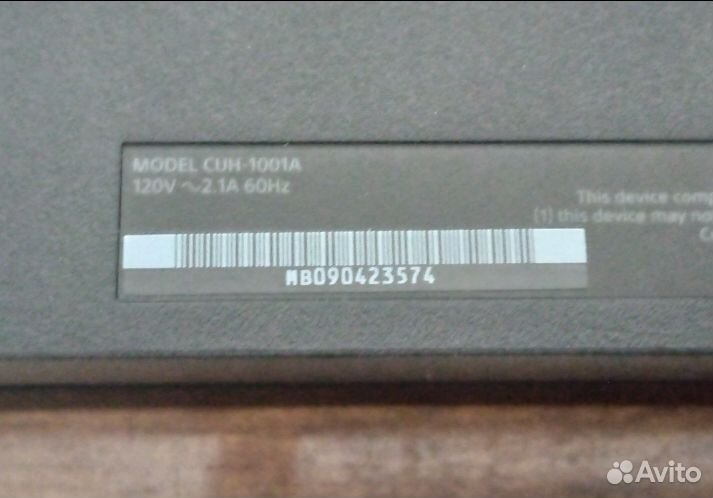 MODEL CUH-1001A
120V ~2.1A 60Hz
This device comp
(1) this device may no
MB090423574
Avito